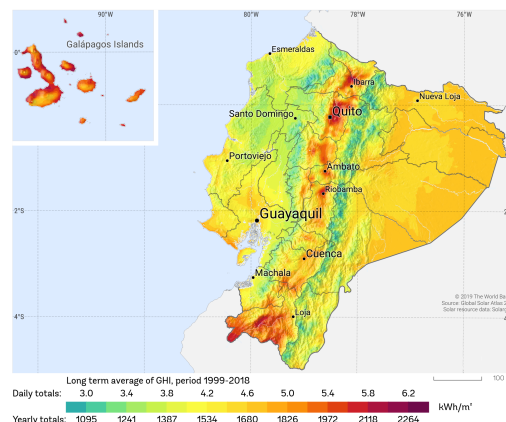 90°W
80°W
78°W
76°W
Galápagos Islands
0°
Esmeraldas
Ibarra
Nueva Loja
Quito
Santo Domingo
Portoviejo
Ambato
Riobamba
2°S
Guayaquil
Cuenca
Machala
© 2019 The World Ba
Source: Global Solar Atlas 2
Solar resource data: Solar
4°S
Loja
100
Long term average of GHI, period 1999-2018
Daily totals: 3.0 3.4 3.8 4.2 4.6 5.0 5.4 5.8 6.2 kWh/m²
Yearly totals: 1095 1241 1387 1534 1680 1826 1972 2118 2264